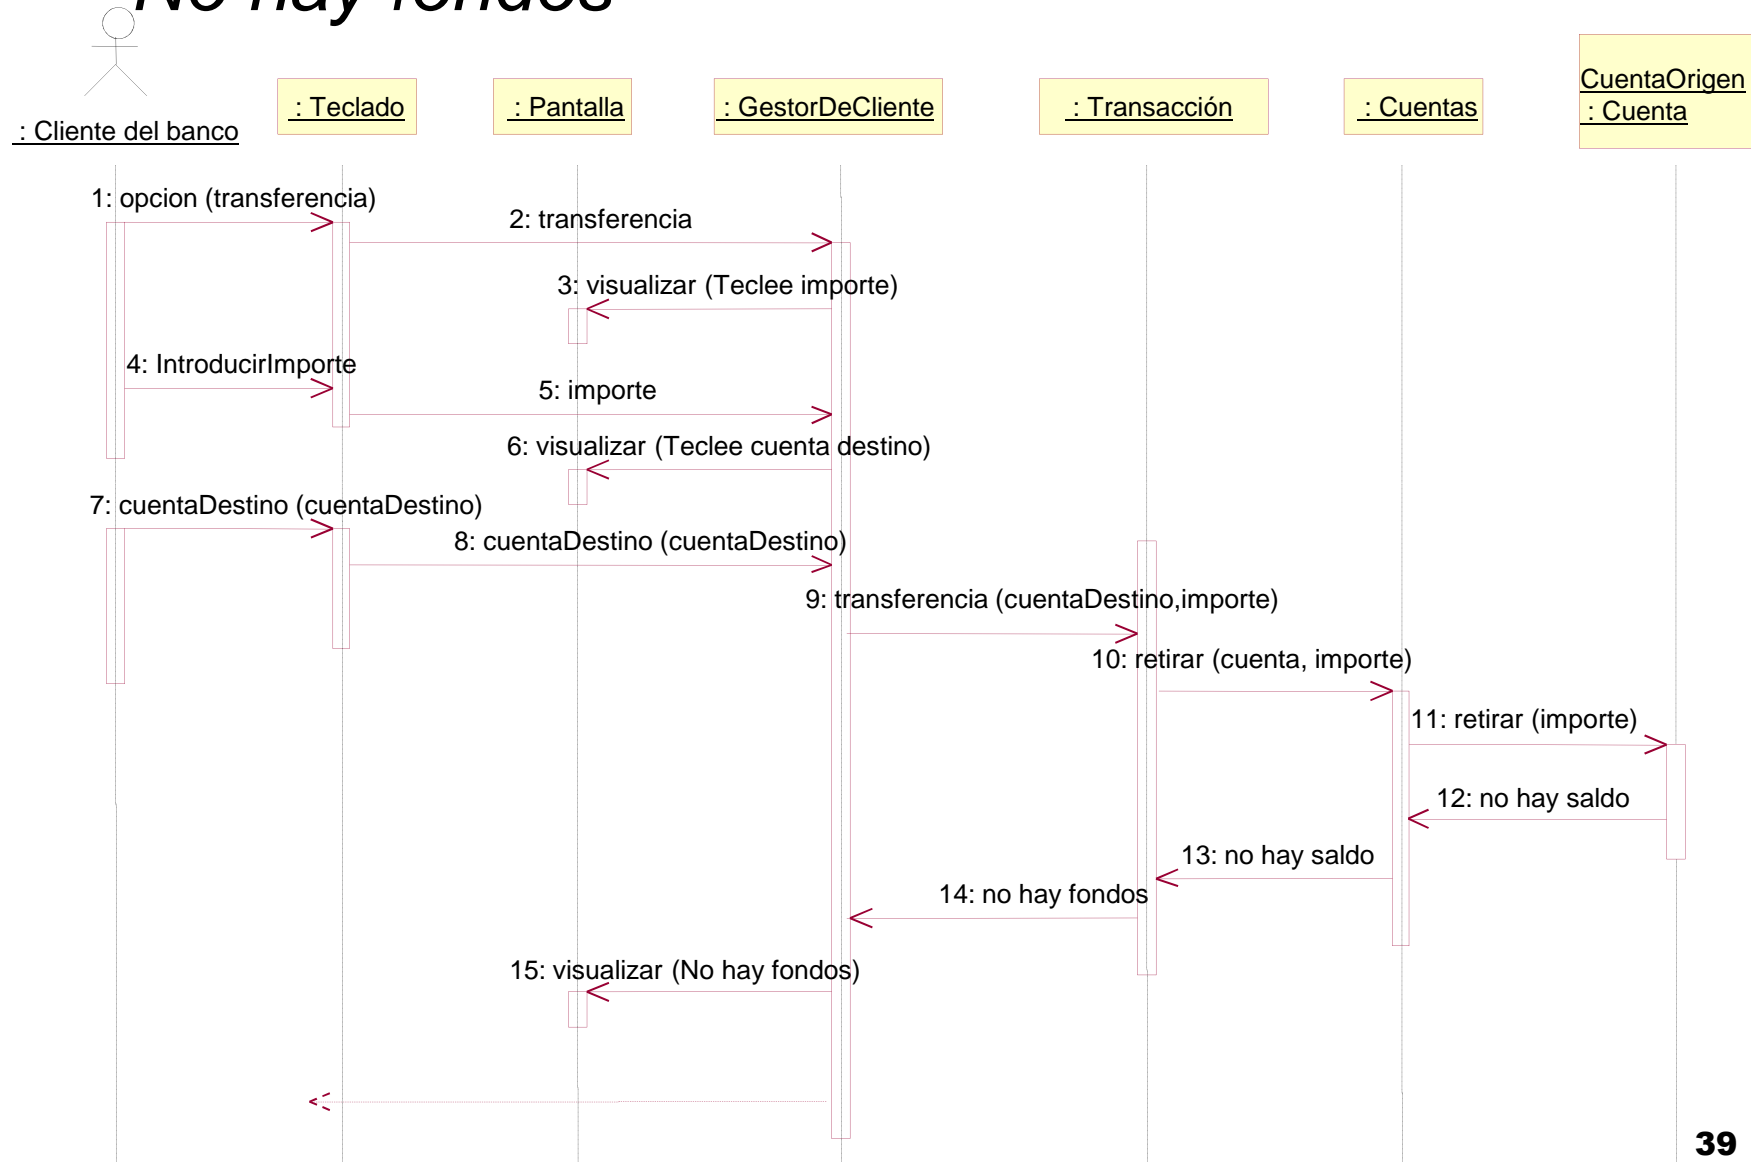 No hay fondos
: Cliente del banco
: Teclado
: Pantalla
: GestorDeCliente
: Transacción
: Cuentas
CuentaOrigen
: Cuenta
1: opcion (transferencia)
2: transferencia
3: visualizar (Teclee importe)
4: IntroducirImporte
5: importe
6: visualizar (Teclee cuenta destino)
7: cuentaDestino (cuentaDestino)
8: cuentaDestino (cuentaDestino)
9: transferencia (cuentaDestino,importe)
10: retirar (cuenta, importe)
11: retirar (importe)
12: no hay saldo
13: no hay saldo
14: no hay fondos
15: visualizar (No hay fondos)
39